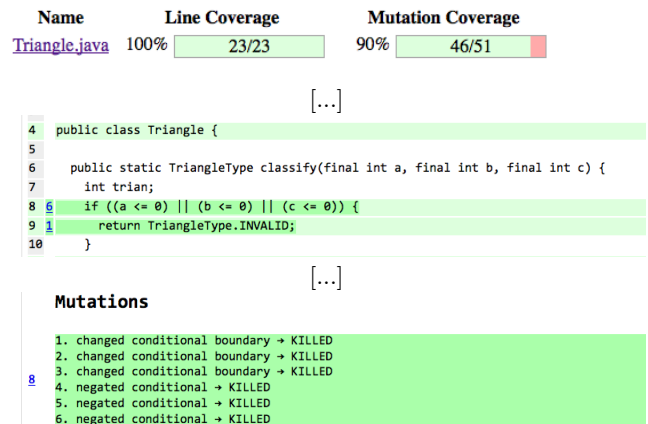 Name Line Coverage Mutation Coverage
Triangle.java 100% 23/23 90% 46/51
[...]
4 public class Triangle {
5
6 public static TriangleType classify(final int a, final int b, final int c) {
7 int trian;
8 6 if ((a <= 0) || (b <= 0) || (c <= 0)) {
9 1 return TriangleType.INVALID;
10 }
[...]
Mutations
1. changed conditional boundary → KILLED
2. changed conditional boundary → KILLED
3. changed conditional boundary → KILLED
8
4. negated conditional → KILLED
5. negated conditional → KILLED
6. negated conditional → KILLED